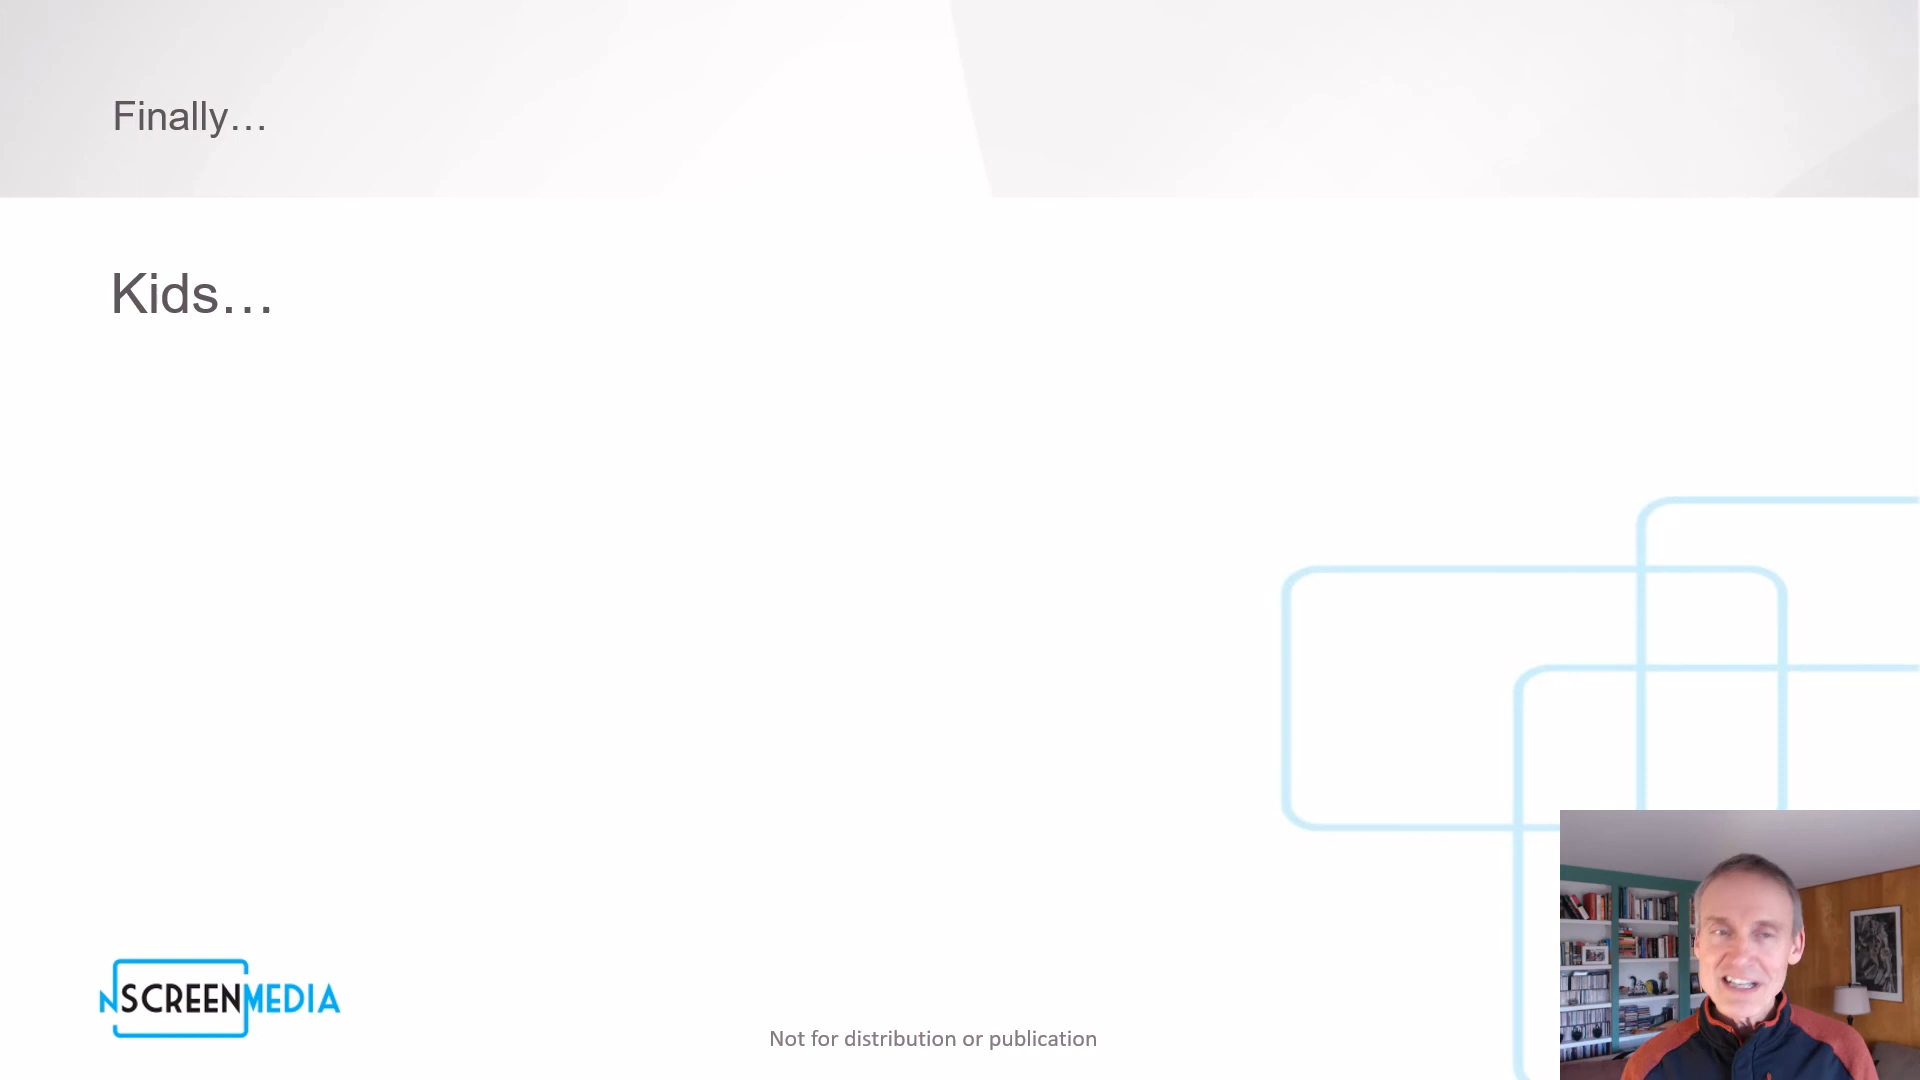 Finally…
Kids…
nSCREENMEDIA
Not for distribution or publication